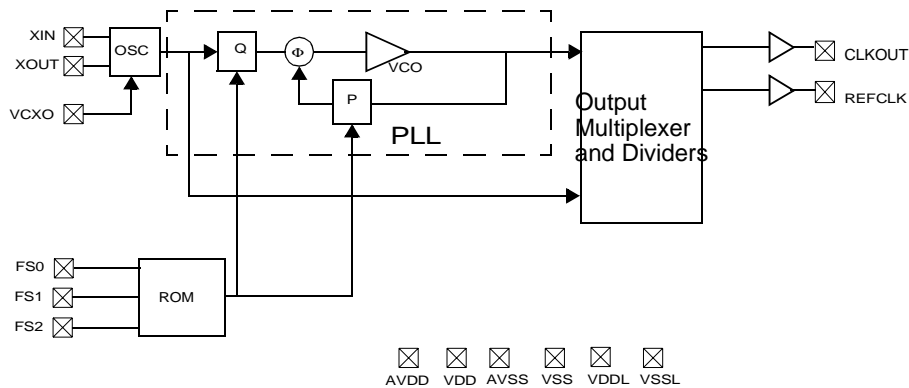 XIN
XOUT
VCXO
OSC
Q
Φ
VCO
P
PLL
Output
Multiplexer
and Dividers
CLKOUT
REFCLK
FS0
FS1
FS2
ROM
AVDD VDD AVSS VSS VDDL VSSL